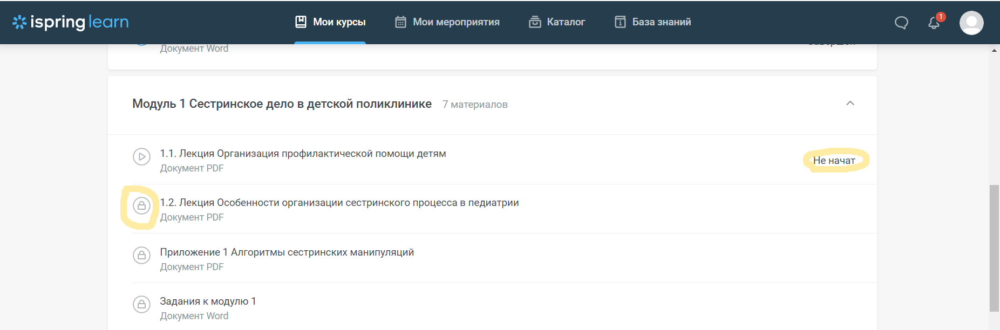 ispring learn
Мои курсы
Мои мероприятия
Каталог
База знаний
1
Документ Word
Модуль 1 Сестринское дело в детской поликлинике 7 материалов
1.1. Лекция Организация профилактической помощи детям
Документ PDF
Не начат
1.2. Лекция Особенности организации сестринского процесса в педиатрии
Документ PDF
Приложение 1 Алгоритмы сестринских манипуляций
Документ PDF
Задания к модулю 1
Документ Word